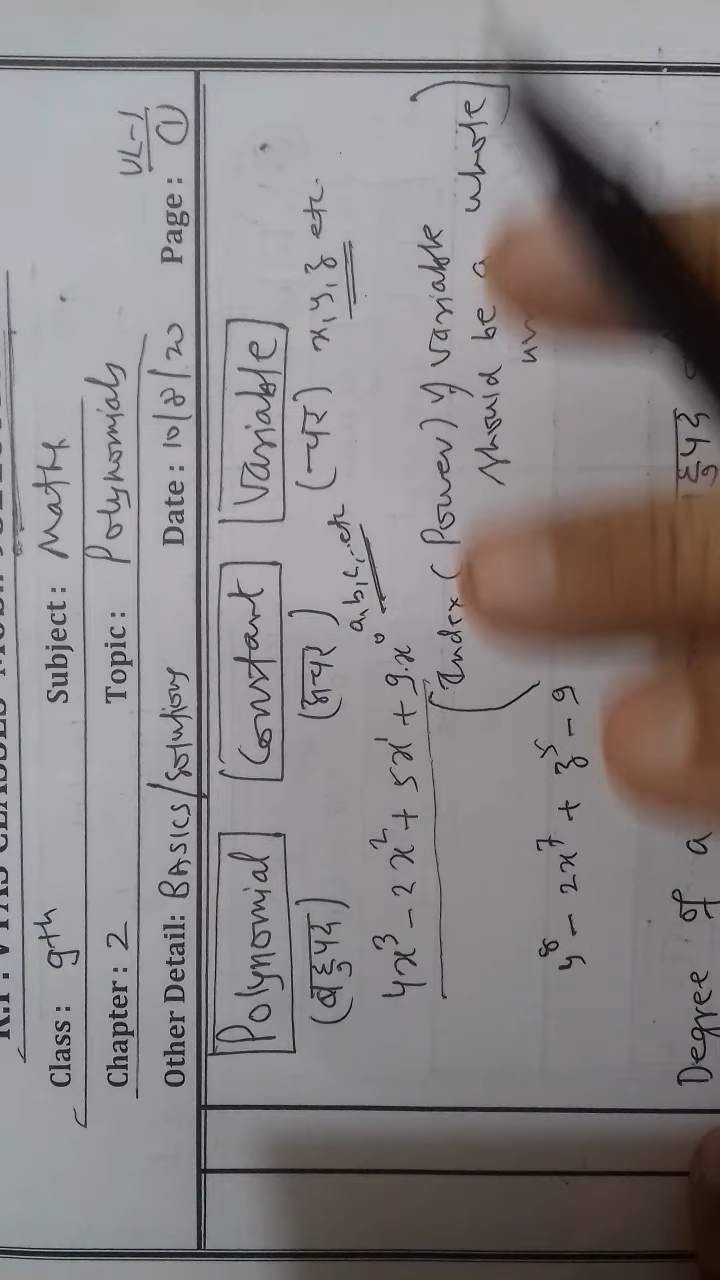 Class : 9th Subject : Maths
Chapter : 2 Topic : Polynomials
VL-1
Other Detail: BASICS/Solutions Date : 10/8/20 Page : ①
Polynomial Constant Variable
(बहुपद) (अचर) (चर) x, y, z etc.
a, b, c, .. etc
4x³ - 2x² + 5x¹ + 9.x⁰
(Index (Power) of variable
should be a whole)
y⁸ - 2x⁷ + z⁵ - 9
Degree of a बहुपद